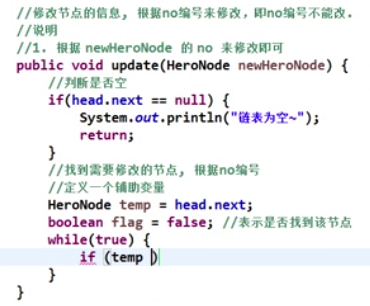 //修改节点的信息, 根据no编号来修改，即no编号不能改.
//说明
//1. 根据 newHeroNode 的 no 来修改即可
public void update(HeroNode newHeroNode) {
//判断是否空
if(head.next == null) {
System.out.println("链表为空~");
return;
}
//找到需要修改的节点, 根据no编号
//定义一个辅助变量
HeroNode temp = head.next;
boolean flag = false; //表示是否找到该节点
while(true) {
if (temp )
}
}